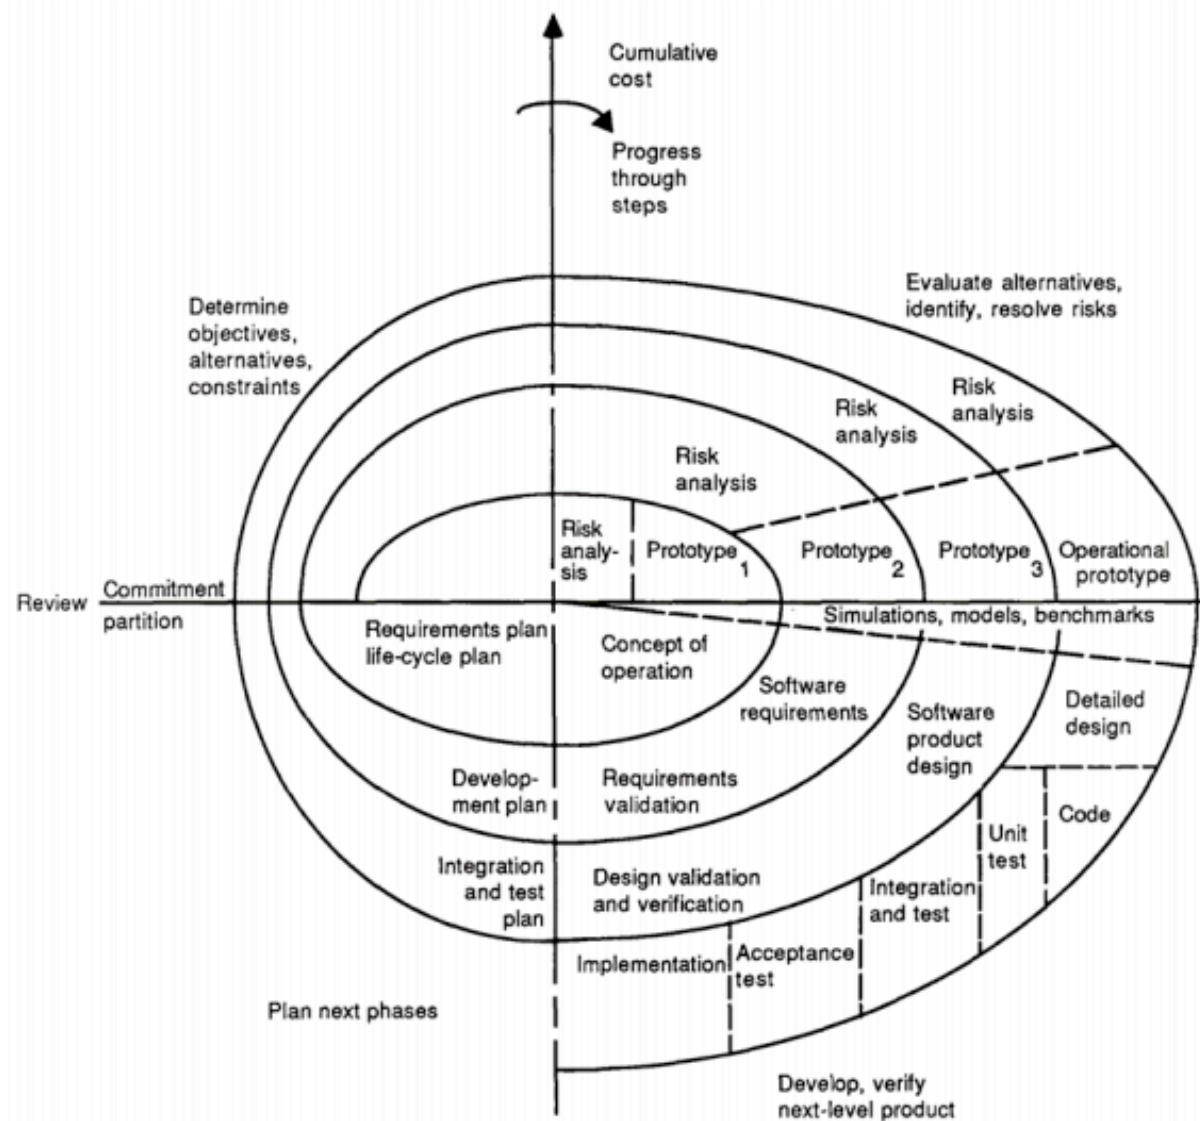 Cumulative
cost
Progress
through
steps
Determine
objectives,
alternatives,
constraints
Evaluate alternatives,
identify, resolve risks
Risk
analysis
Risk
analysis
Risk
analysis
Risk
analy-
sis
Prototype 1
Prototype 2
Prototype 3
Operational
prototype
Review
Commitment
partition
Simulations, models, benchmarks
Requirements plan
life-cycle plan
Concept of
operation
Software
requirements
Software
product
design
Detailed
design
Develop-
ment plan
Requirements
validation
Code
Unit
test
Integration
and test
plan
Design validation
and verification
Integration
and test
Acceptance
test
Implementation
Plan next phases
Develop, verify
next-level product